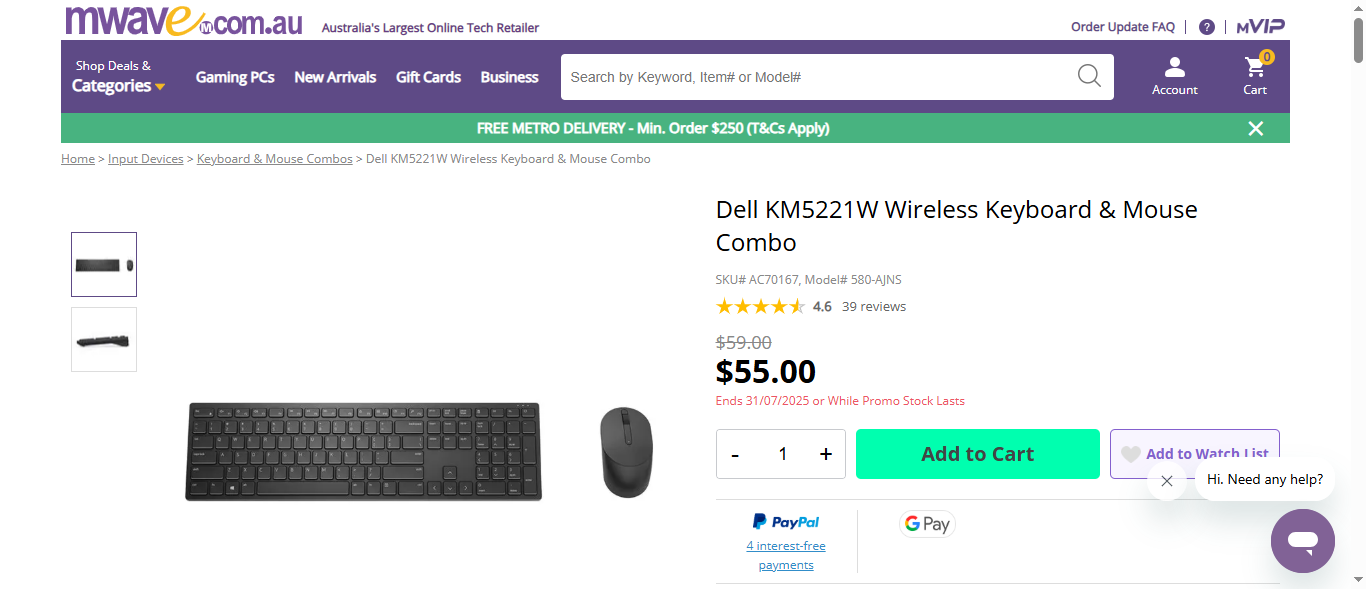 mwave.com.au
Australia's Largest Online Tech Retailer
Order Update FAQ | ? | mVIP
Shop Deals &
Categories
Gaming PCs New Arrivals Gift Cards Business
Search by Keyword, Item# or Model#
0
Account
Cart
FREE METRO DELIVERY - Min. Order $250 (T&Cs Apply)
Home > Input Devices > Keyboard & Mouse Combos > Dell KM5221W Wireless Keyboard & Mouse Combo
Dell KM5221W Wireless Keyboard & Mouse
Combo
SKU# AC70167, Model# 580-AJNS
4.6 39 reviews
$59.00
$55.00
Ends 31/07/2025 or While Promo Stock Lasts
- 1 +
Add to Cart
Add to Watch List
Hi. Need any help?
PayPal
4 interest-free
payments
G Pay